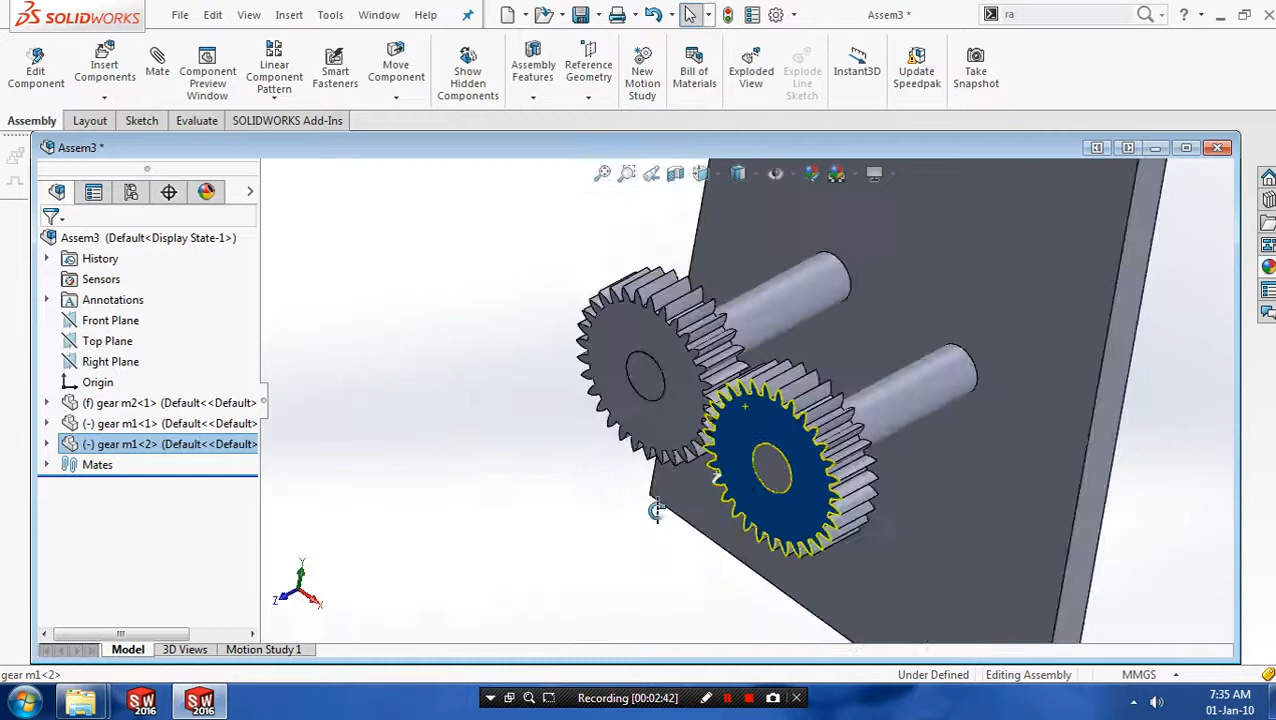 SOLIDWORKS
File Edit View Insert Tools Window Help
Assem3 *
ra
Edit Component
Insert Components
Mate
Component Preview Window
Linear Component Pattern
Smart Fasteners
Move Component
Show Hidden Components
Assembly Features
Reference Geometry
New Motion Study
Bill of Materials
Exploded View
Explode Line Sketch
Instant3D
Update Speedpak
Take Snapshot
Assembly Layout Sketch Evaluate SOLIDWORKS Add-Ins
Assem3 *
Assem3 (Default<Display State-1>)
History
Sensors
Annotations
Front Plane
Top Plane
Right Plane
Origin
(f) gear m2<1> (Default<<Default>
(-) gear m1<1> (Default<<Default>
(-) gear m1<2> (Default<<Default>
Mates
Y
Z
X
Model 3D Views Motion Study 1
gear m1<2>
Under Defined Editing Assembly MMGS
SW 2016
SW 2016
Recording [00:02:42]
7:35 AM
01-Jan-10